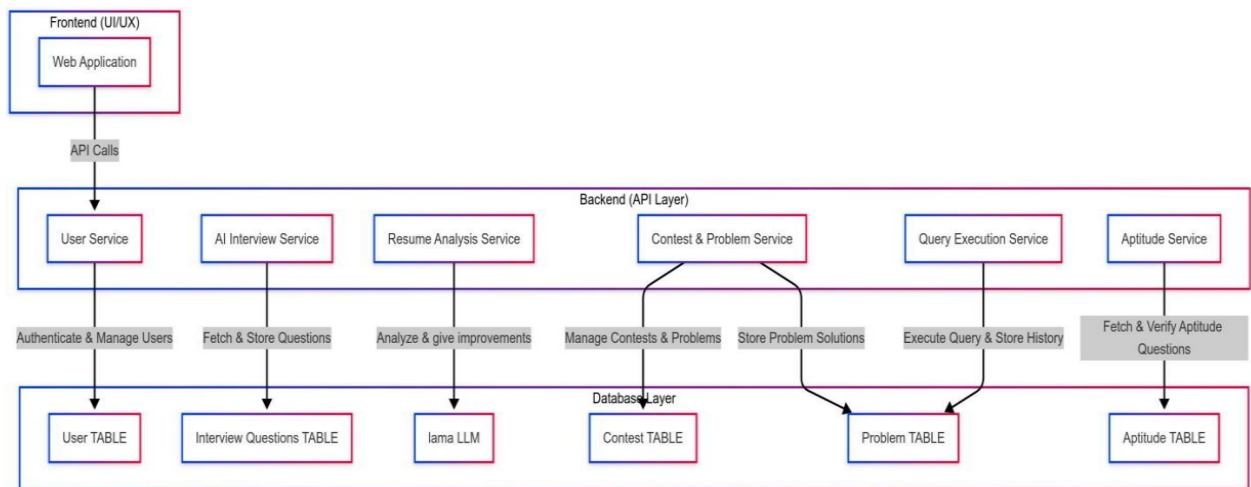 Frontend (UI/UX)
Web Application
API Calls
Backend (API Layer)
User Service
AI Interview Service
Resume Analysis Service
Contest & Problem Service
Query Execution Service
Aptitude Service
Authenticate & Manage Users
Fetch & Store Questions
Analyze & give improvements
Manage Contests & Problems
Store Problem Solutions
Execute Query & Store History
Fetch & Verify Aptitude
Questions
Database Layer
User TABLE
Interview Questions TABLE
lama LLM
Contest TABLE
Problem TABLE
Aptitude TABLE